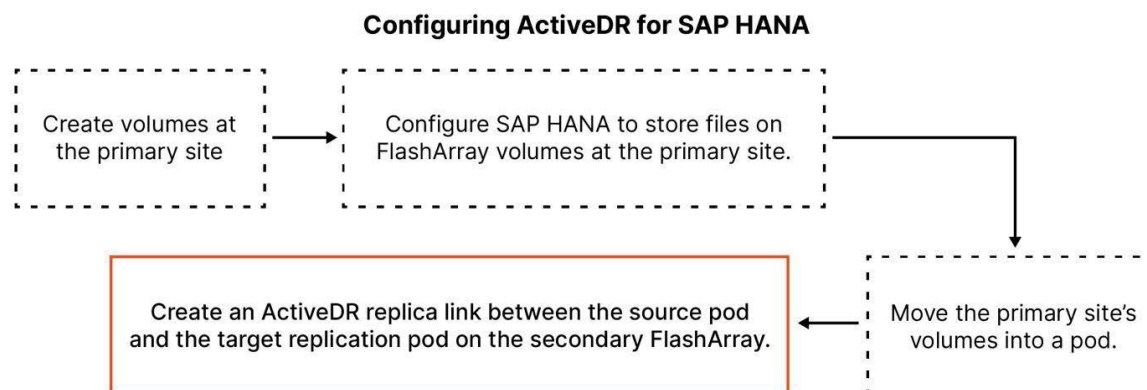 Configuring ActiveDR for SAP HANA
Create volumes at
the primary site
Configure SAP HANA to store files on
FlashArray volumes at the primary site.
Move the primary site's
volumes into a pod.
Create an ActiveDR replica link between the source pod
and the target replication pod on the secondary FlashArray.